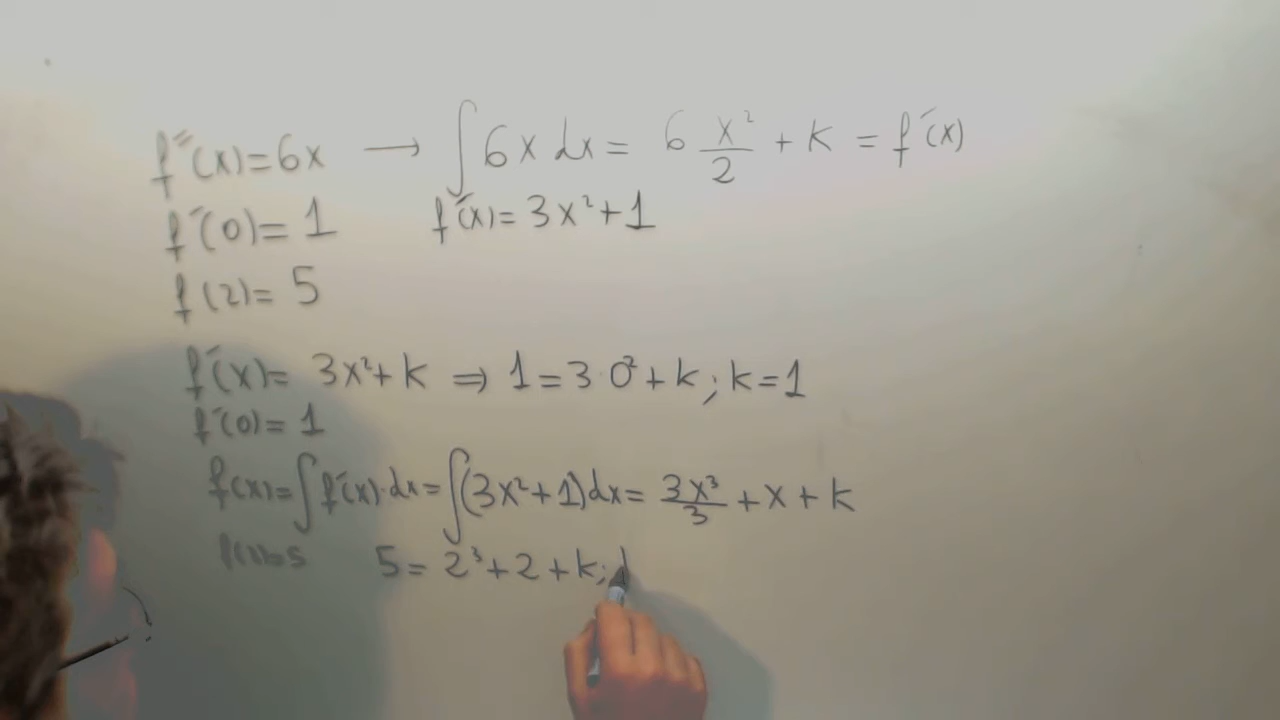 f''(x)=6x → ∫6x dx = 6 x²/2 + k = f'(x)
f'(0)=1 f'(x)=3x²+1
f(2)=5
f'(x)= 3x²+k ⇒ 1=3·0²+k; k=1
f'(0)=1
f(x)=∫f'(x)·dx=∫(3x²+1)dx= 3x³/3 +x+k
f(2)=5 5=2³+2+k;